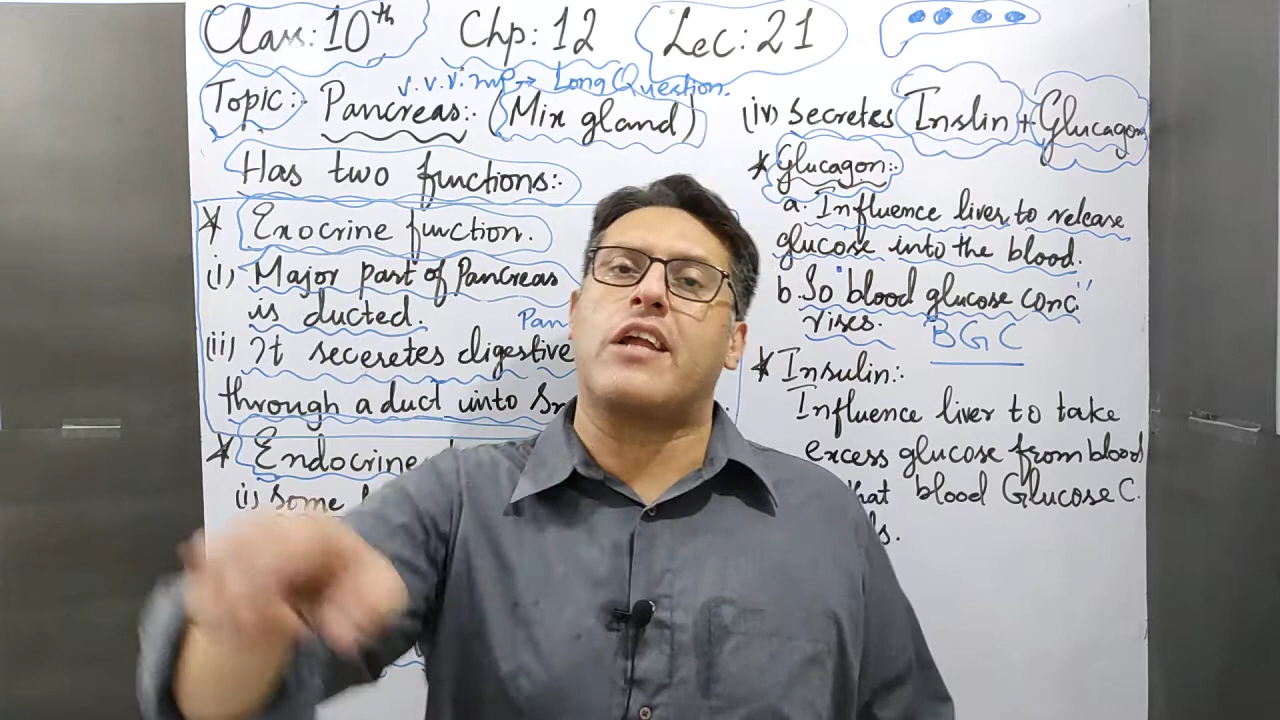 Class: 10th Chp: 12 Lec: 21
v.v.v. imp → Long Question.
Topic:- Pancreas:- (Mix gland)
Has two functions:-
* Exocrine function.
(i) Major part of Pancreas
is ducted.
Pan
(ii) It seceretes digestive
through a duct into
* Endocrine
(i) Some
(iv) Secretes Inslin + Glucagon
* Glucagon:-
a. Influence liver to release
glucose into the blood.
b. So blood glucose conc"
rises. BGC
* Insulin:-
Influence liver to take
excess glucose from blood
that blood Glucose C.